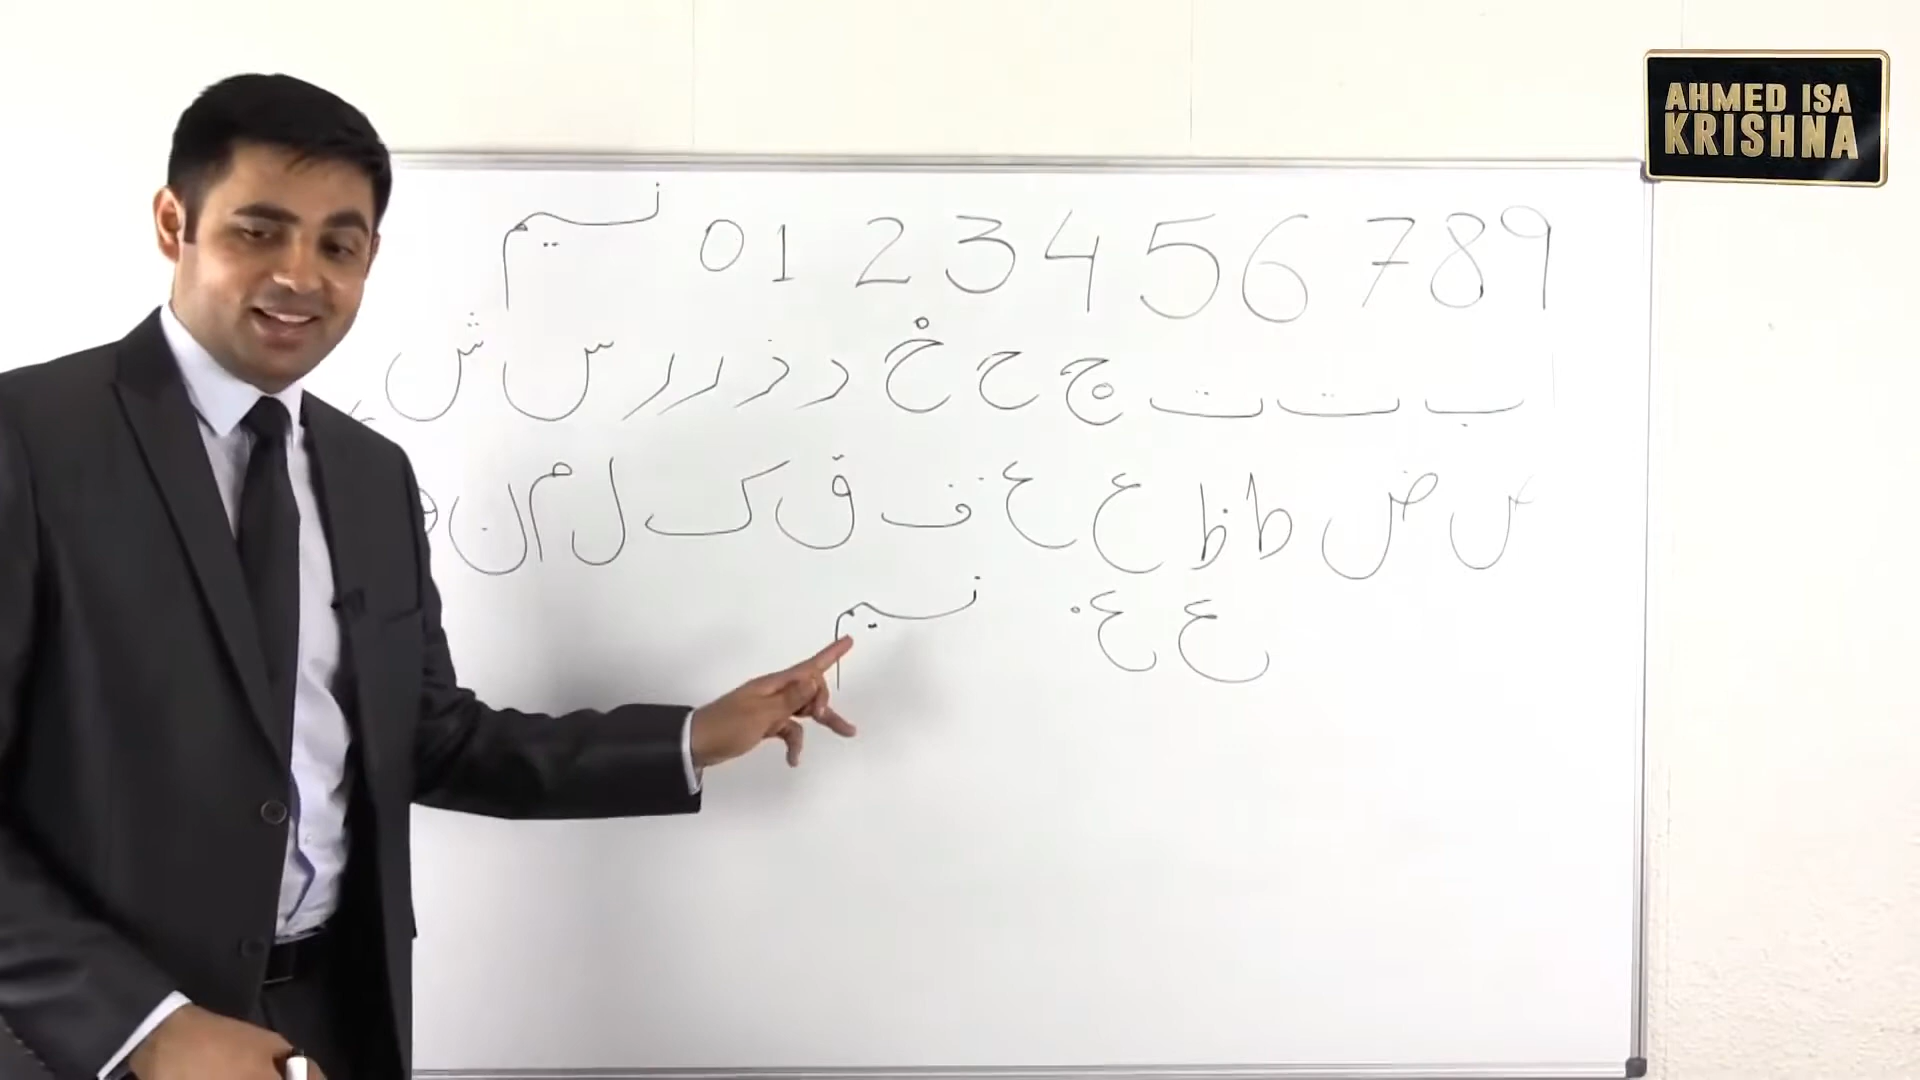 AHMED ISA
KRISHNA
نسیم 0 1 2 3 4 5 6 7 8 9
ب ت ت ج ح خ د ذ ر ر س ش
ص ض ط ظ ع غ ف ق ک ل م ن
ع غ نسیم